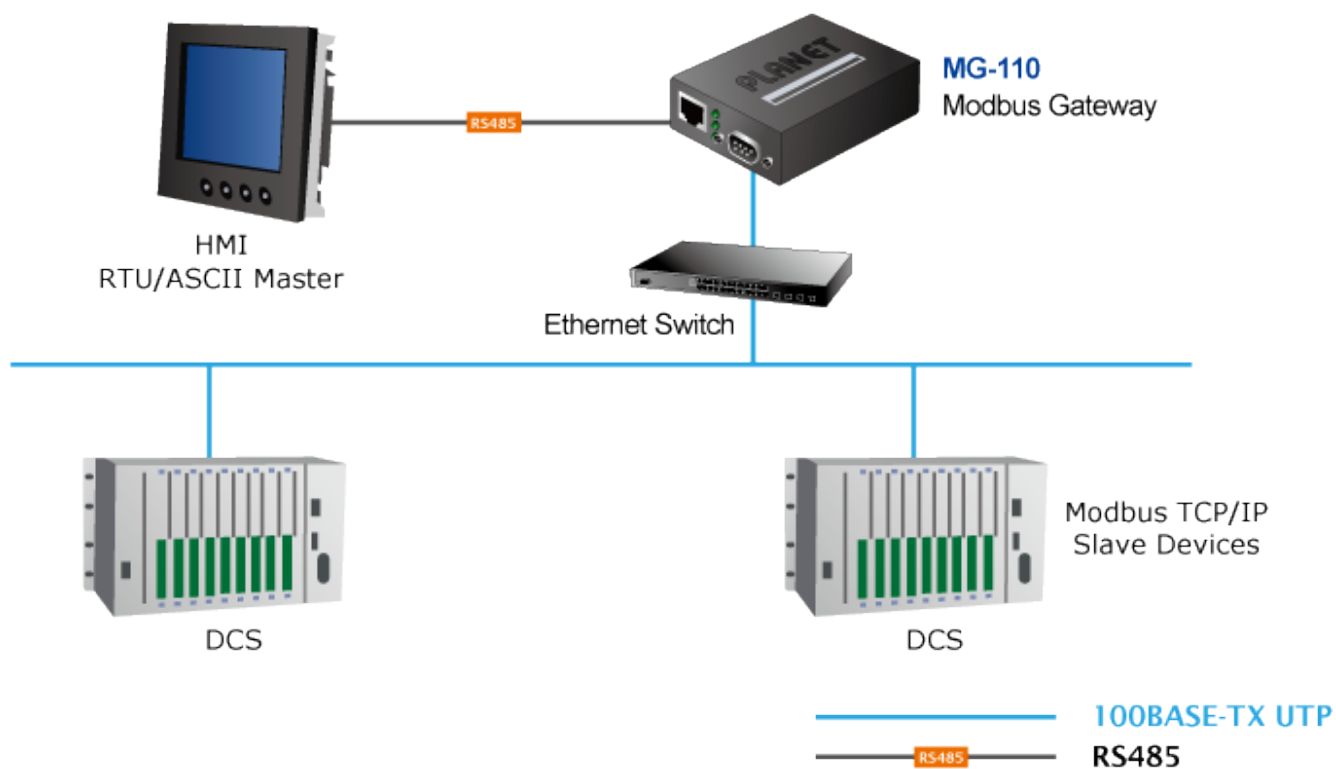 PLANET
MG-110
Modbus Gateway
RS485
HMI
RTU/ASCII Master
Ethernet Switch
Modbus TCP/IP
Slave Devices
DCS
DCS
100BASE-TX UTP
RS485
RS485